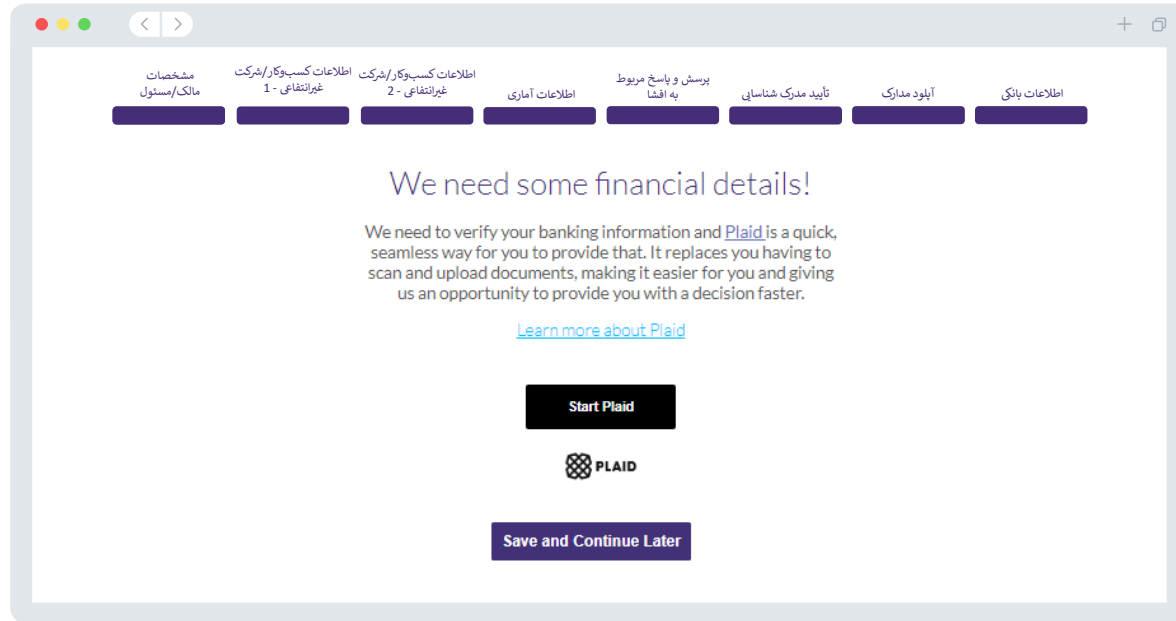 مشخصات
مالک/مسئول
اطلاعات کسب‌وکار/شرکت
غیرانتفاعی - 1
اطلاعات کسب‌وکار/شرکت
غیرانتفاعی - 2
اطلاعات آماری
پرسش و پاسخ مربوط
به افشا
تأیید مدرک شناسایی
آپلود مدارک
اطلاعات بانکی
We need some financial details!
We need to verify your banking information and Plaid is a quick,
seamless way for you to provide that. It replaces you having to
scan and upload documents, making it easier for you and giving
us an opportunity to provide you with a decision faster.
Learn more about Plaid
Start Plaid
PLAID
Save and Continue Later